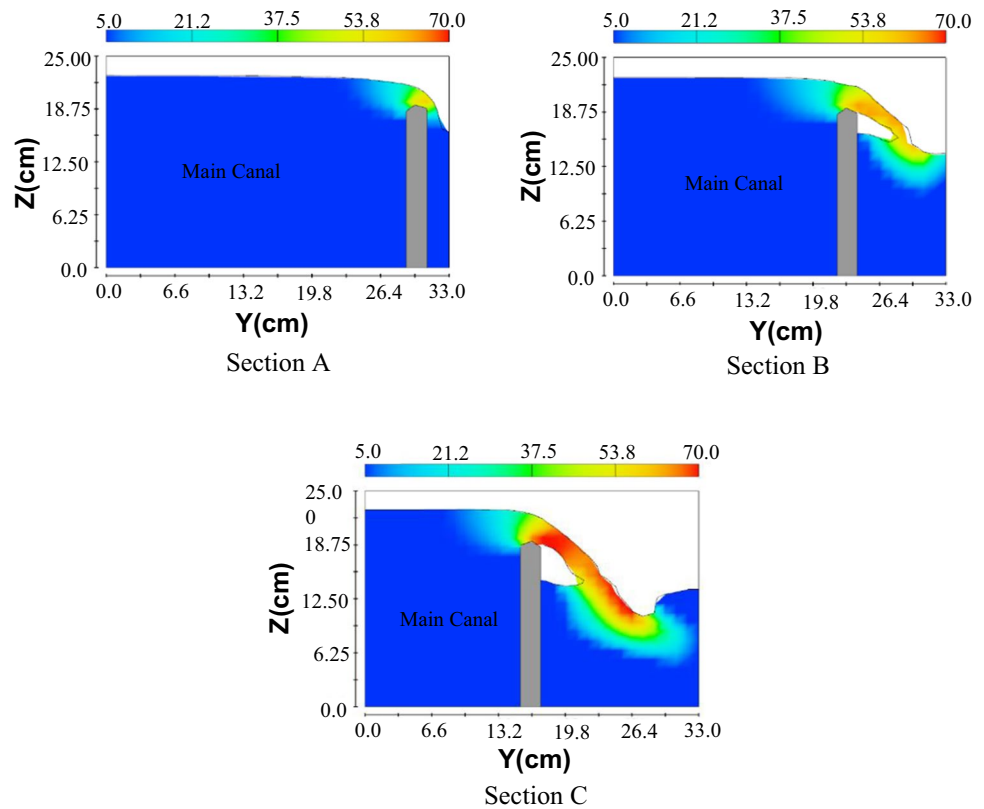 5.0 21.2 37.5 53.8 70.0
25.00
18.75
12.50
6.25
0.0
Z(cm)
Main Canal
0.0 6.6 13.2 19.8 26.4 33.0
Y(cm)
Section A
5.0 21.2 37.5 53.8 70.0
25.00
18.75
12.50
6.25
0.0
Z(cm)
Main Canal
0.0 6.6 13.2 19.8 26.4 33.0
Y(cm)
Section B
5.0 21.2 37.5 53.8 70.0
25.0
0
18.75
12.50
6.25
0.0
Z(cm)
Main Canal
0.0 6.6 13.2 19.8 26.4 33.0
Y(cm)
Section C